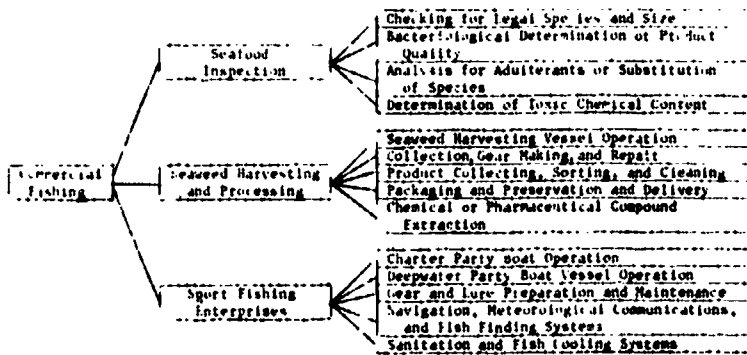 Checking for Legal Species and Size
Bacteriological Determination of Product
Quality
Seafood
Inspection
Analysis for Adulterants or Substitution
of Species
Determination of Toxic Chemical Content
Seaweed Harvesting Vessel Operation
Collection, Gear Making, and Repair
Commercial
Fishing
Seaweed Harvesting
and Processing
Product Collecting, Sorting, and Cleaning
Packaging and Preservation and Delivery
Chemical or Pharmaceutical Compound
Extraction
Charter Party Boat Operation
Deepwater Party Boat Vessel Operation
Sport Fishing
Enterprises
Gear and Lure Preparation and Maintenance
Navigation, Meteorological Communications,
and Fish Finding Systems
Sanitation and Fish Cooling Systems